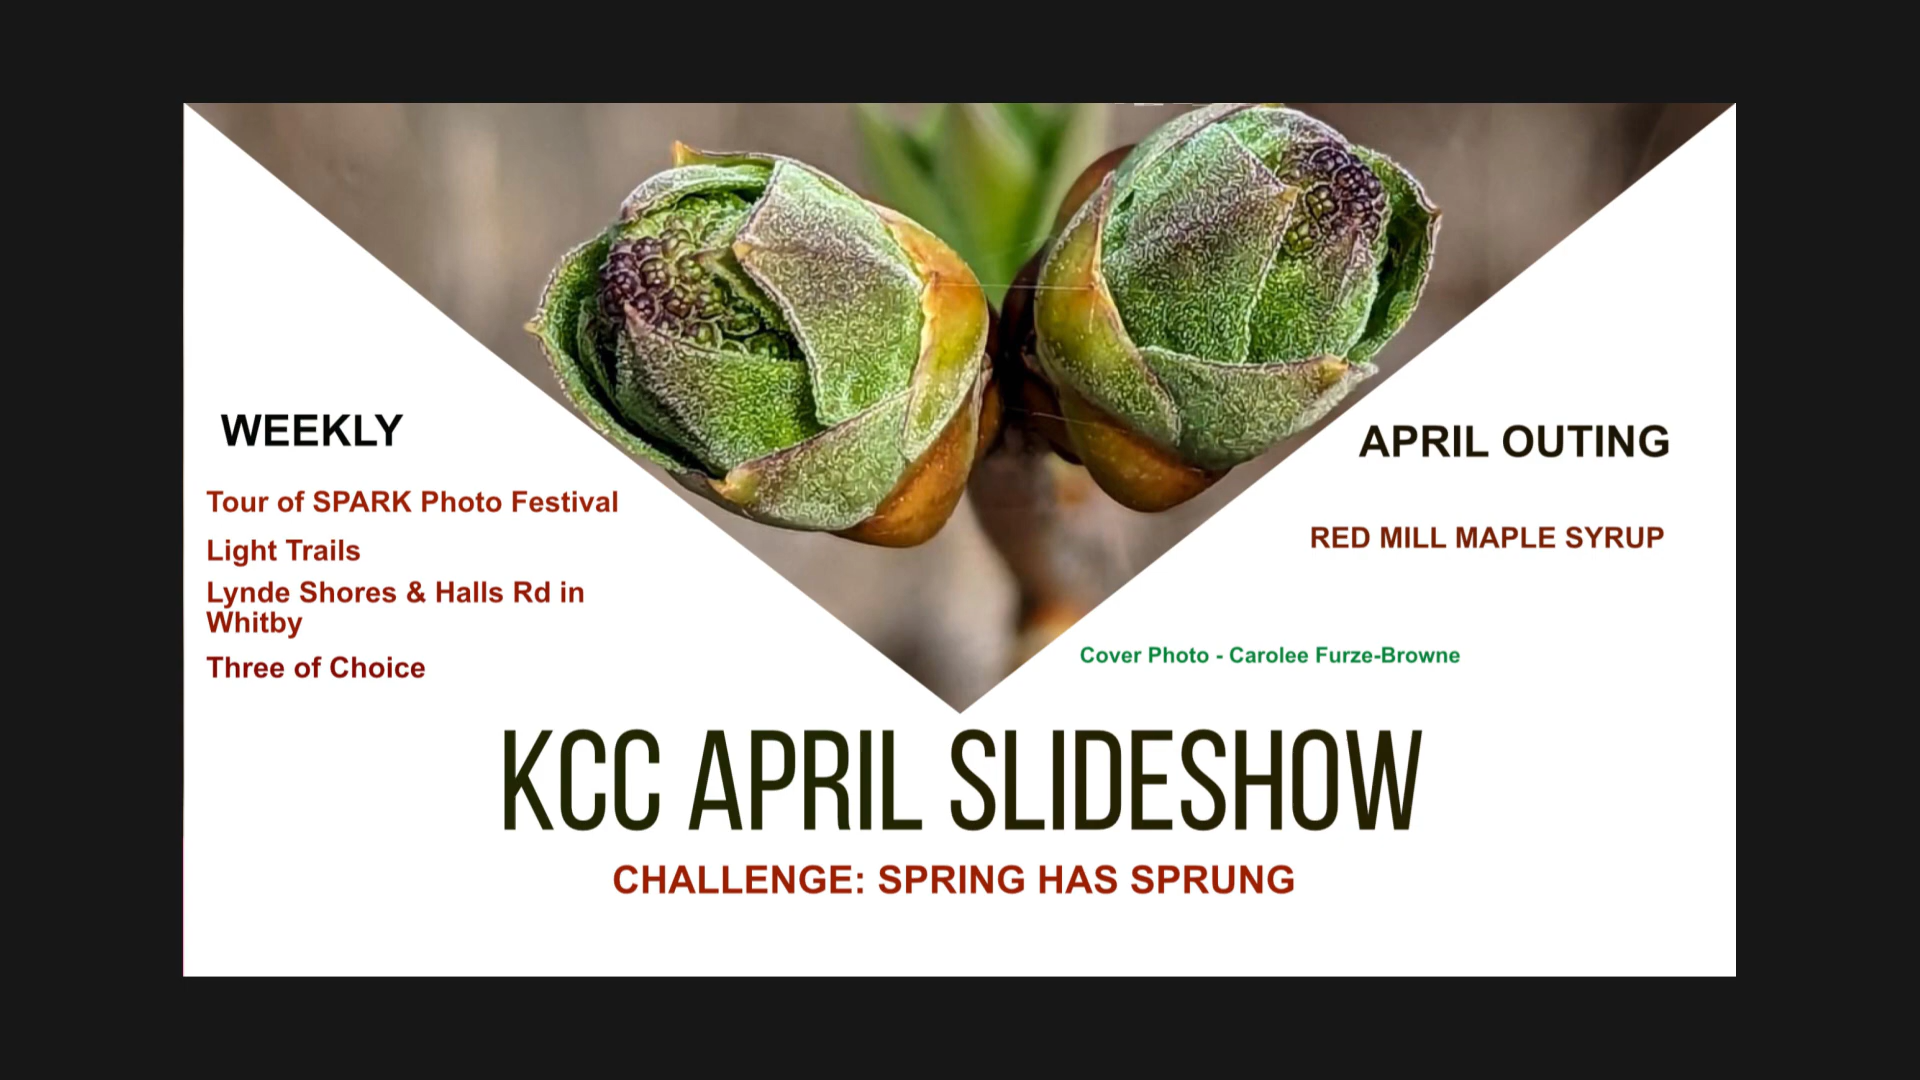 WEEKLY
Tour of SPARK Photo Festival
Light Trails
Lynde Shores & Halls Rd in
Whitby
Three of Choice
APRIL OUTING
RED MILL MAPLE SYRUP
Cover Photo - Carolee Furze-Browne
KCC APRIL SLIDESHOW
CHALLENGE: SPRING HAS SPRUNG